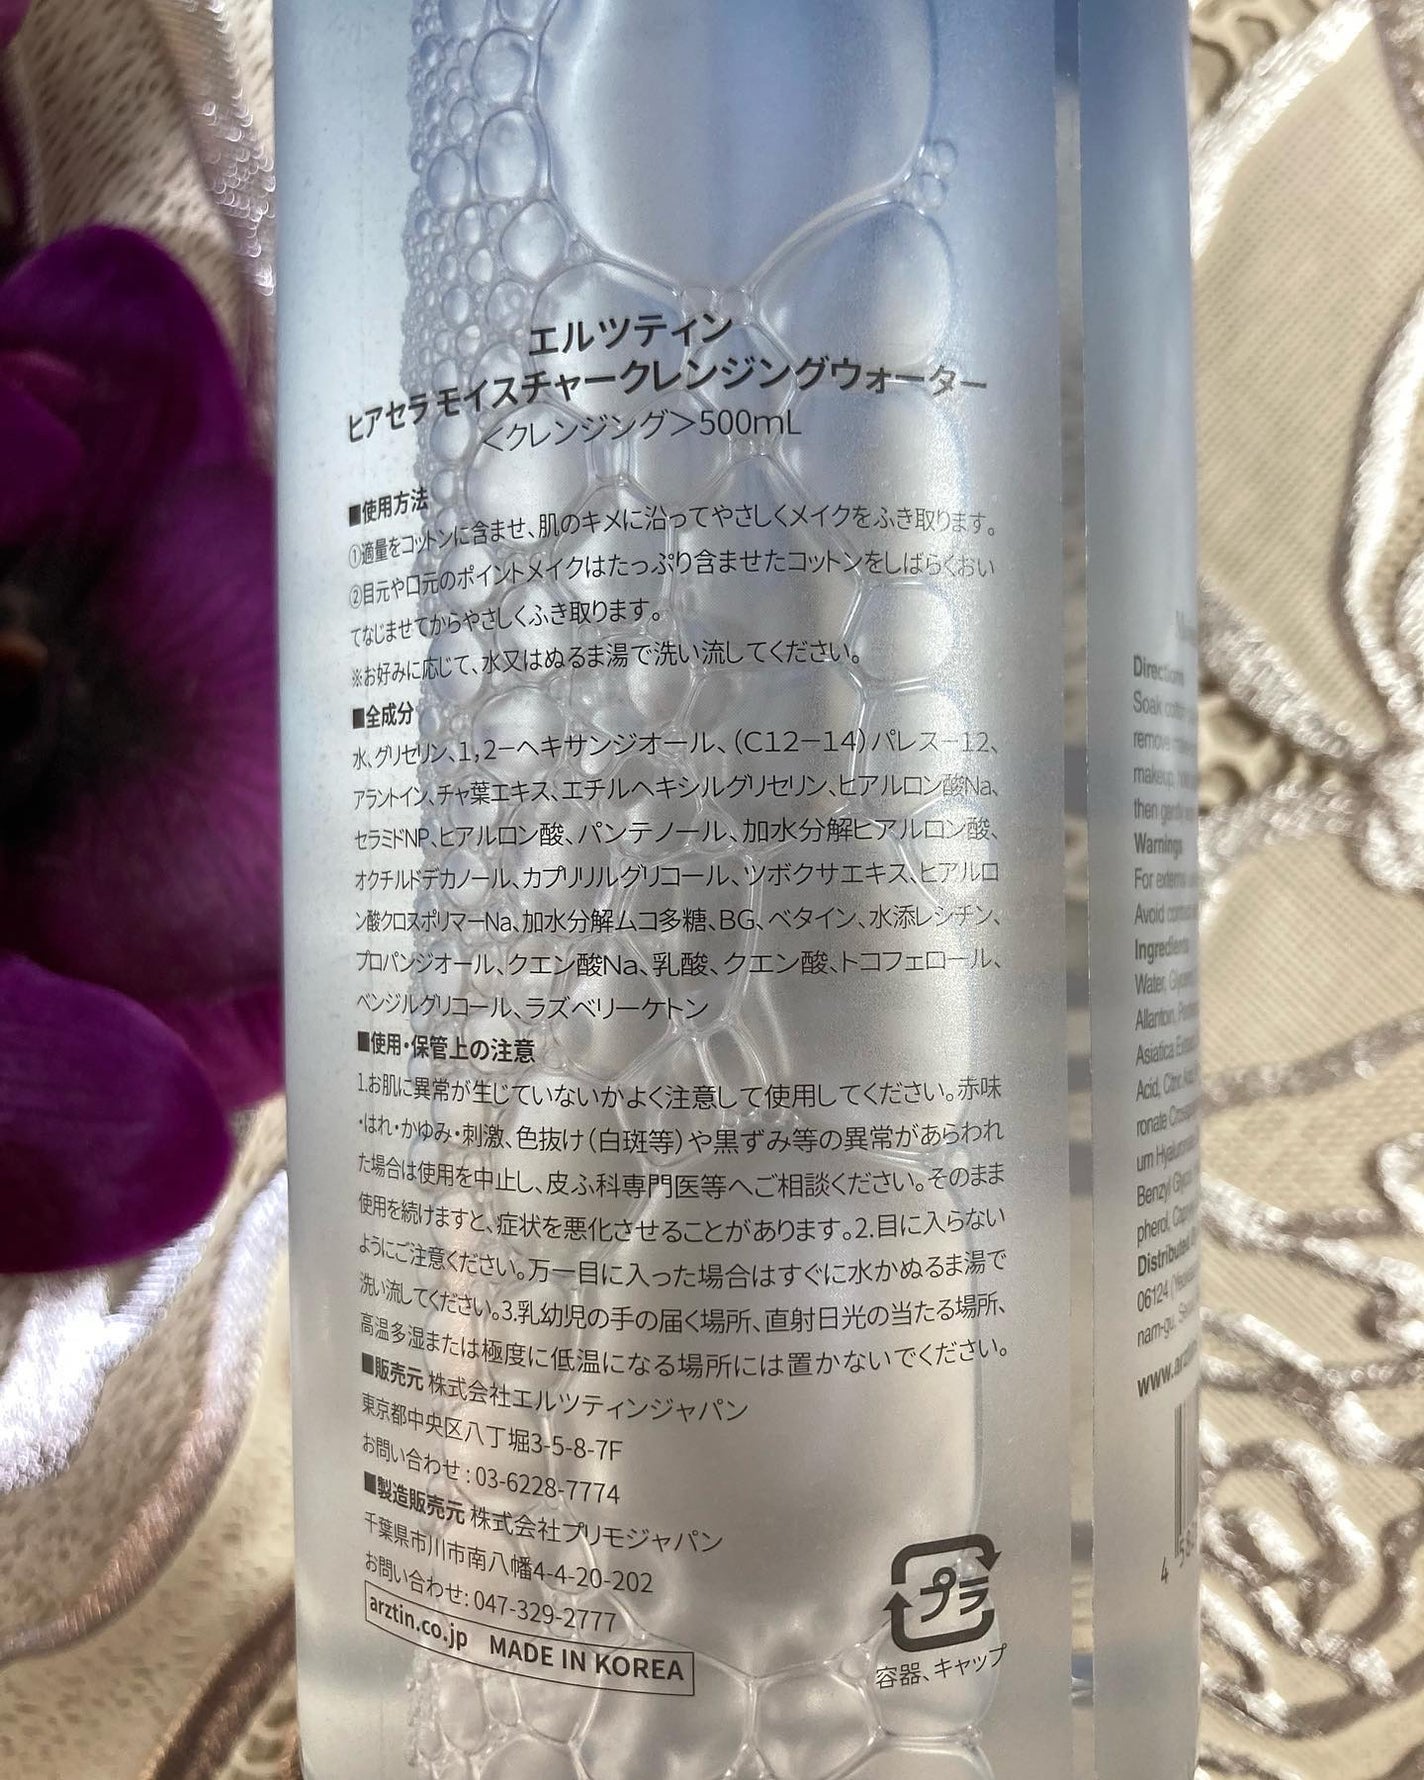 エルツティン
ヒアセラ モイスチャークレンジングウォーター
＜クレンジング＞500mL
■使用方法
①適量をコットンに含ませ、肌のキメに沿ってやさしくメイクをふき取ります。
②目元や口元のポイントメイクはたっぷり含ませたコットンをしばらくおい
てなじませてからやさしくふき取ります。
※お好みに応じて、水又はぬるま湯で洗い流してください。
■全成分
水、グリセリン、1,2−ヘキサンジオール、(C12−14)パレス−12、
アラントイン、チャ葉エキス、エチルヘキシルグリセリン、ヒアルロン酸Na、
セラミドNP、ヒアルロン酸、パンテノール、加水分解ヒアルロン酸、
オクチルドデカノール、カプリリルグリコール、ツボクサエキス、ヒアルロ
ン酸クロスポリマーNa、加水分解ムコ多糖、BG、ベタイン、水添レシチン、
プロパンジオール、クエン酸Na、乳酸、クエン酸、トコフェロール、
ベンジルグリコール、ラズベリーケトン
■使用・保管上の注意
1.お肌に異常が生じていないかよく注意して使用してください。赤味
・はれ・かゆみ・刺激、色抜け(白斑等)や黒ずみ等の異常があらわれ
た場合は使用を中止し、皮ふ科専門医等へご相談ください。そのまま
使用を続けますと、症状を悪化させることがあります。2.目に入らない
ようにご注意ください。万一目に入った場合はすぐに水かぬるま湯で
洗い流してください。3.乳幼児の手の届く場所、直射日光の当たる場所、
高温多湿または極度に低温になる場所には置かないでください。
■販売元 株式会社エルツティンジャパン
東京都中央区八丁堀3-5-8-7F
お問い合わせ : 03-6228-7774
■製造販売元 株式会社プリモジャパン
千葉県市川市南八幡4-4-20-202
お問い合わせ: 047-329-2777
arztin.co.jp MADE IN KOREA
プラ
容器、キャップ
Directions
Soak
remove
makeup,
then
Warnings
For external
Avoid
Ingredients
Water,
Asiatica
Acid, Citric
Benzyl
Distributed
06124
nam-gu,